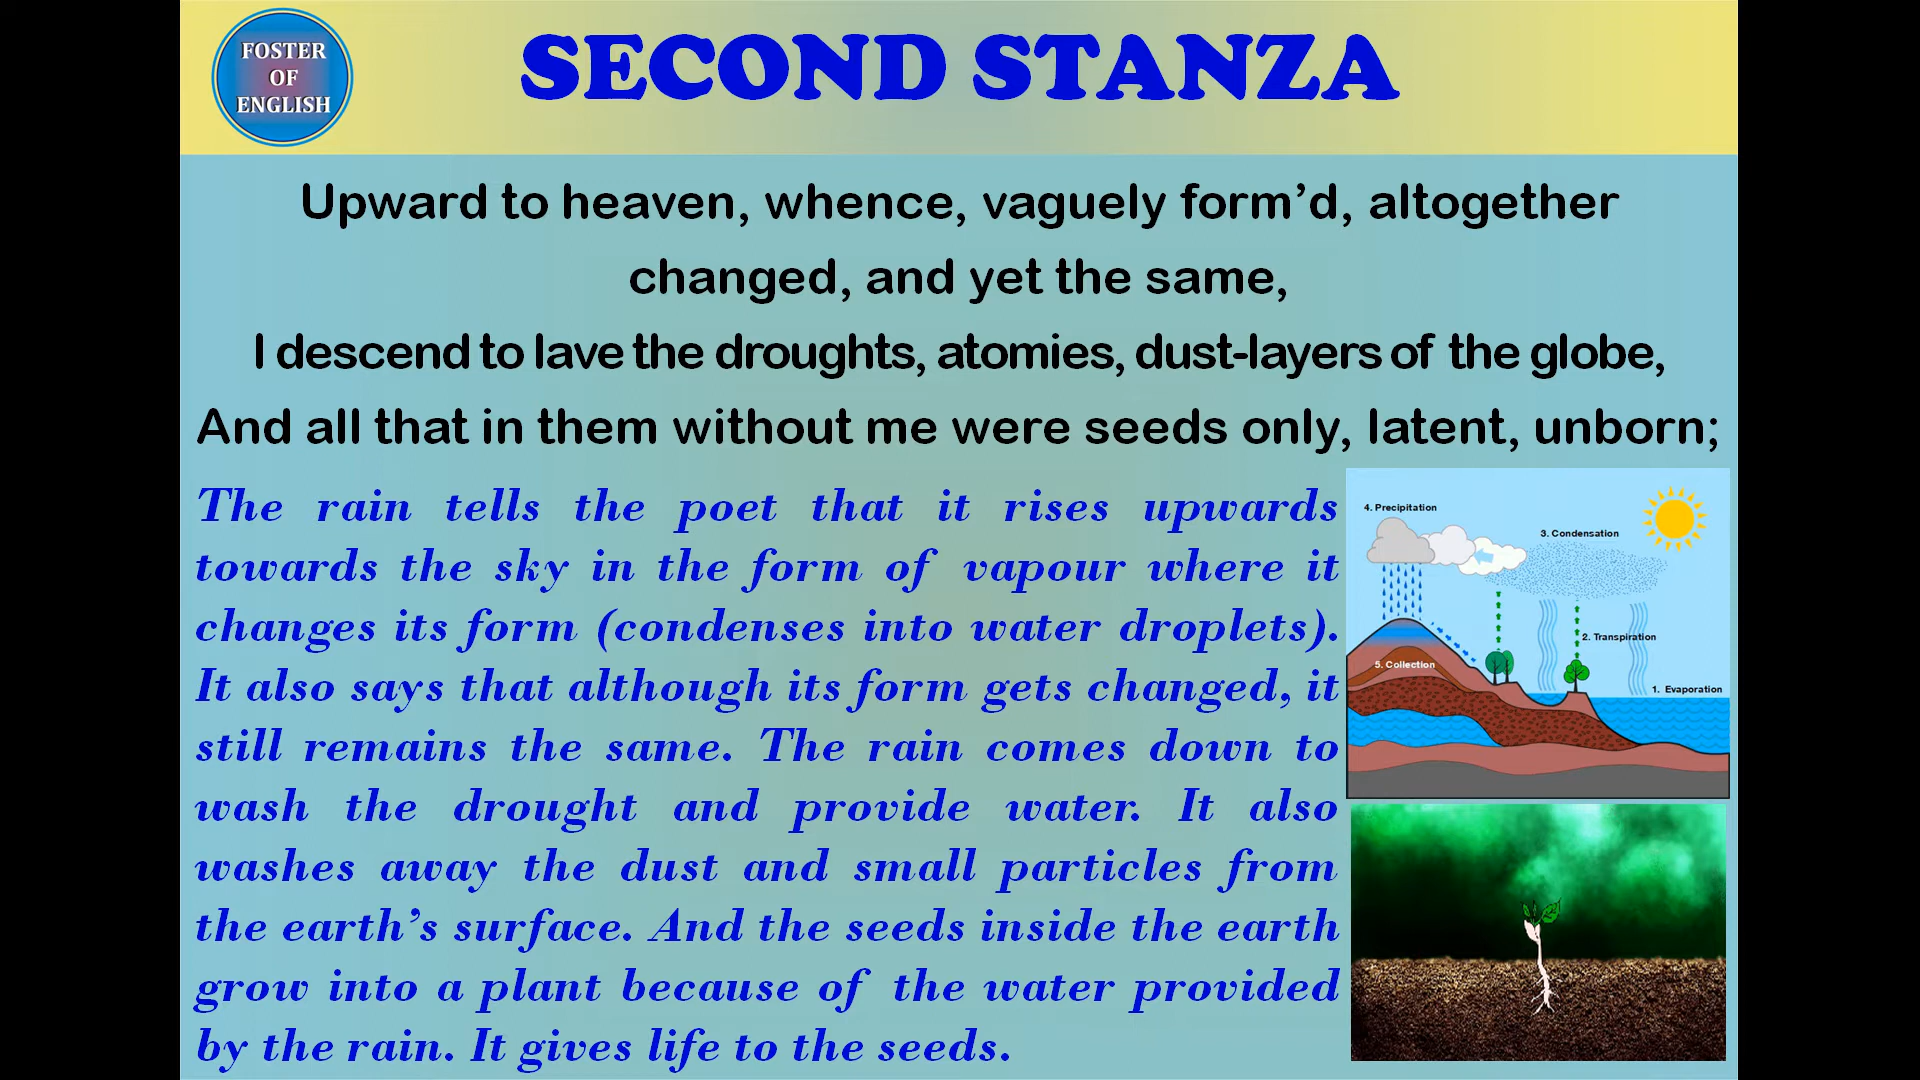 FOSTER
OF
ENGLISH
SECOND STANZA
Upward to heaven, whence, vaguely form’d, altogether
changed, and yet the same,
I descend to lave the droughts, atomies, dust-layers of the globe,
And all that in them without me were seeds only, latent, unborn;
The rain tells the poet that it rises upwards
towards the sky in the form of vapour where it
changes its form (condenses into water droplets).
It also says that although its form gets changed, it
still remains the same. The rain comes down to
wash the drought and provide water. It also
washes away the dust and small particles from
the earth’s surface. And the seeds inside the earth
grow into a plant because of the water provided
by the rain. It gives life to the seeds.
4. Precipitation
3. Condensation
2. Transpiration
5. Collection
1. Evaporation